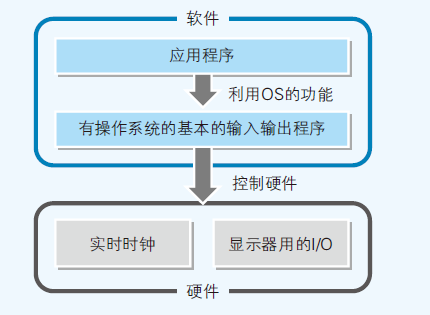 软件
应用程序
利用OS的功能
有操作系统的基本的输入输出程序
控制硬件
实时时钟
显示器用的I/O
硬件